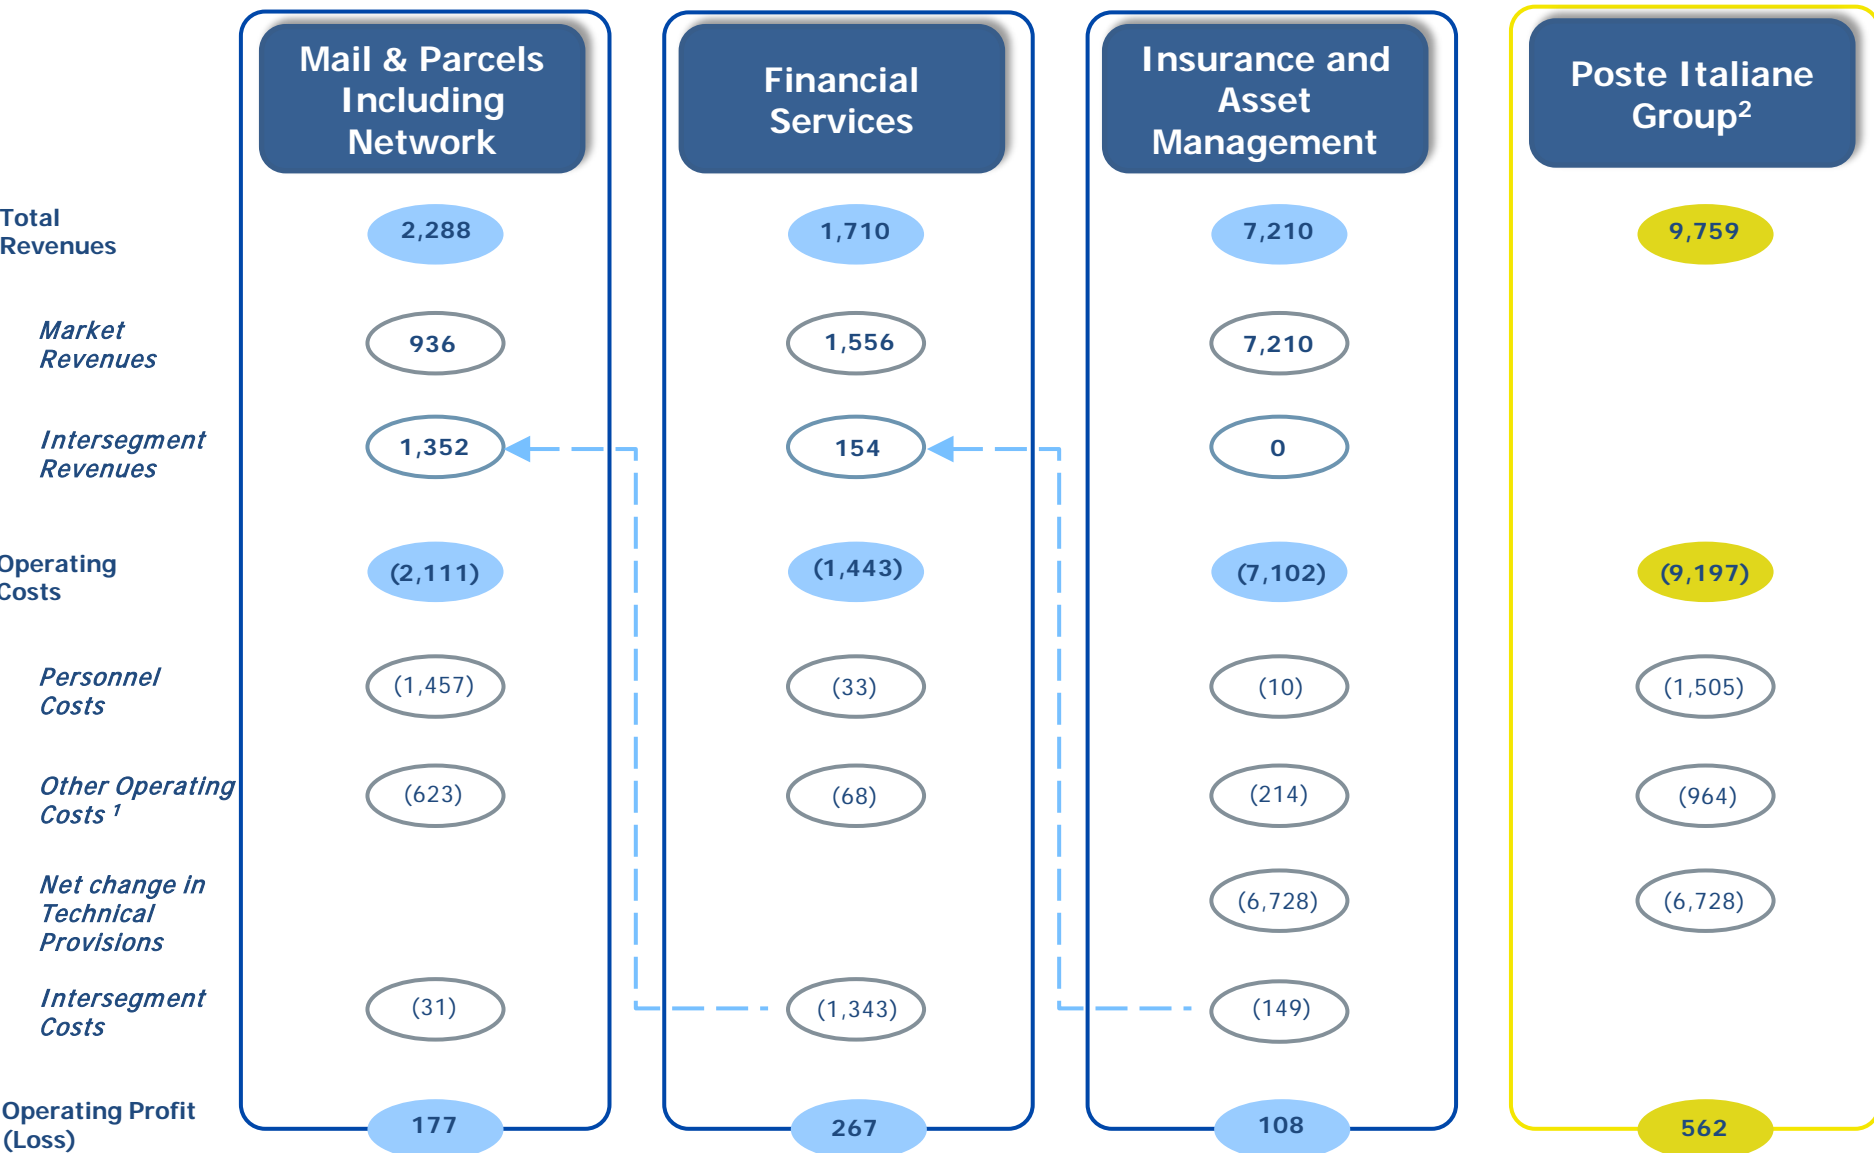 Mail & Parcels
Including
Network
Financial
Services
Insurance and
Asset
Management
Poste Italiane
Group²
Total
Revenues
2,288
1,710
7,210
9,759
Market
Revenues
936
1,556
7,210
Intersegment
Revenues
1,352
154
0
Operating
Costs
(2,111)
(1,443)
(7,102)
(9,197)
Personnel
Costs
(1,457)
(33)
(10)
(1,505)
Other Operating
Costs ¹
(623)
(68)
(214)
(964)
Net change in
Technical
Provisions
(6,728)
(6,728)
Intersegment
Costs
(31)
(1,343)
(149)
Operating Profit
(Loss)
177
267
108
562